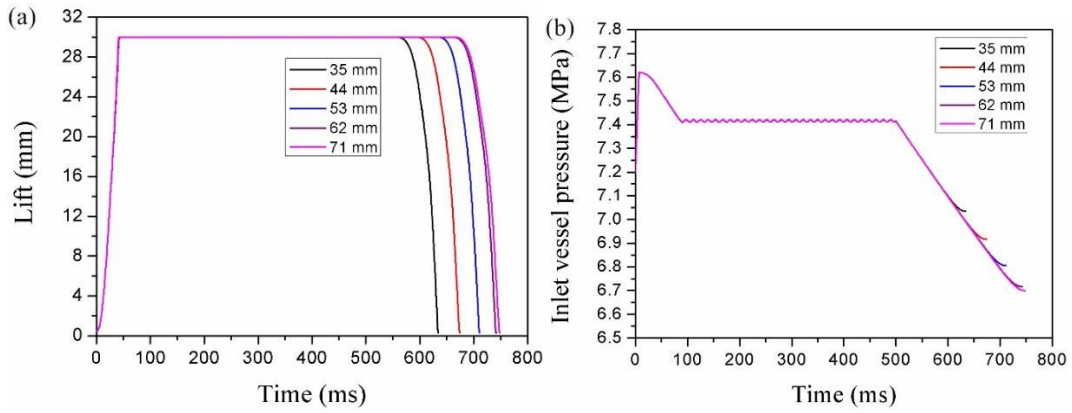 (a)
32
28
24
20
16
12
8
4
0
Lift (mm)
35 mm
44 mm
53 mm
62 mm
71 mm
0 100 200 300 400 500 600 700 800
Time (ms)
(b)
7.8
7.7
7.6
7.5
7.4
7.3
7.2
7.1
7.0
6.9
6.8
6.7
6.6
6.5
Inlet vessel pressure (MPa)
35 mm
44 mm
53 mm
62 mm
71 mm
0 100 200 300 400 500 600 700 800
Time (ms)